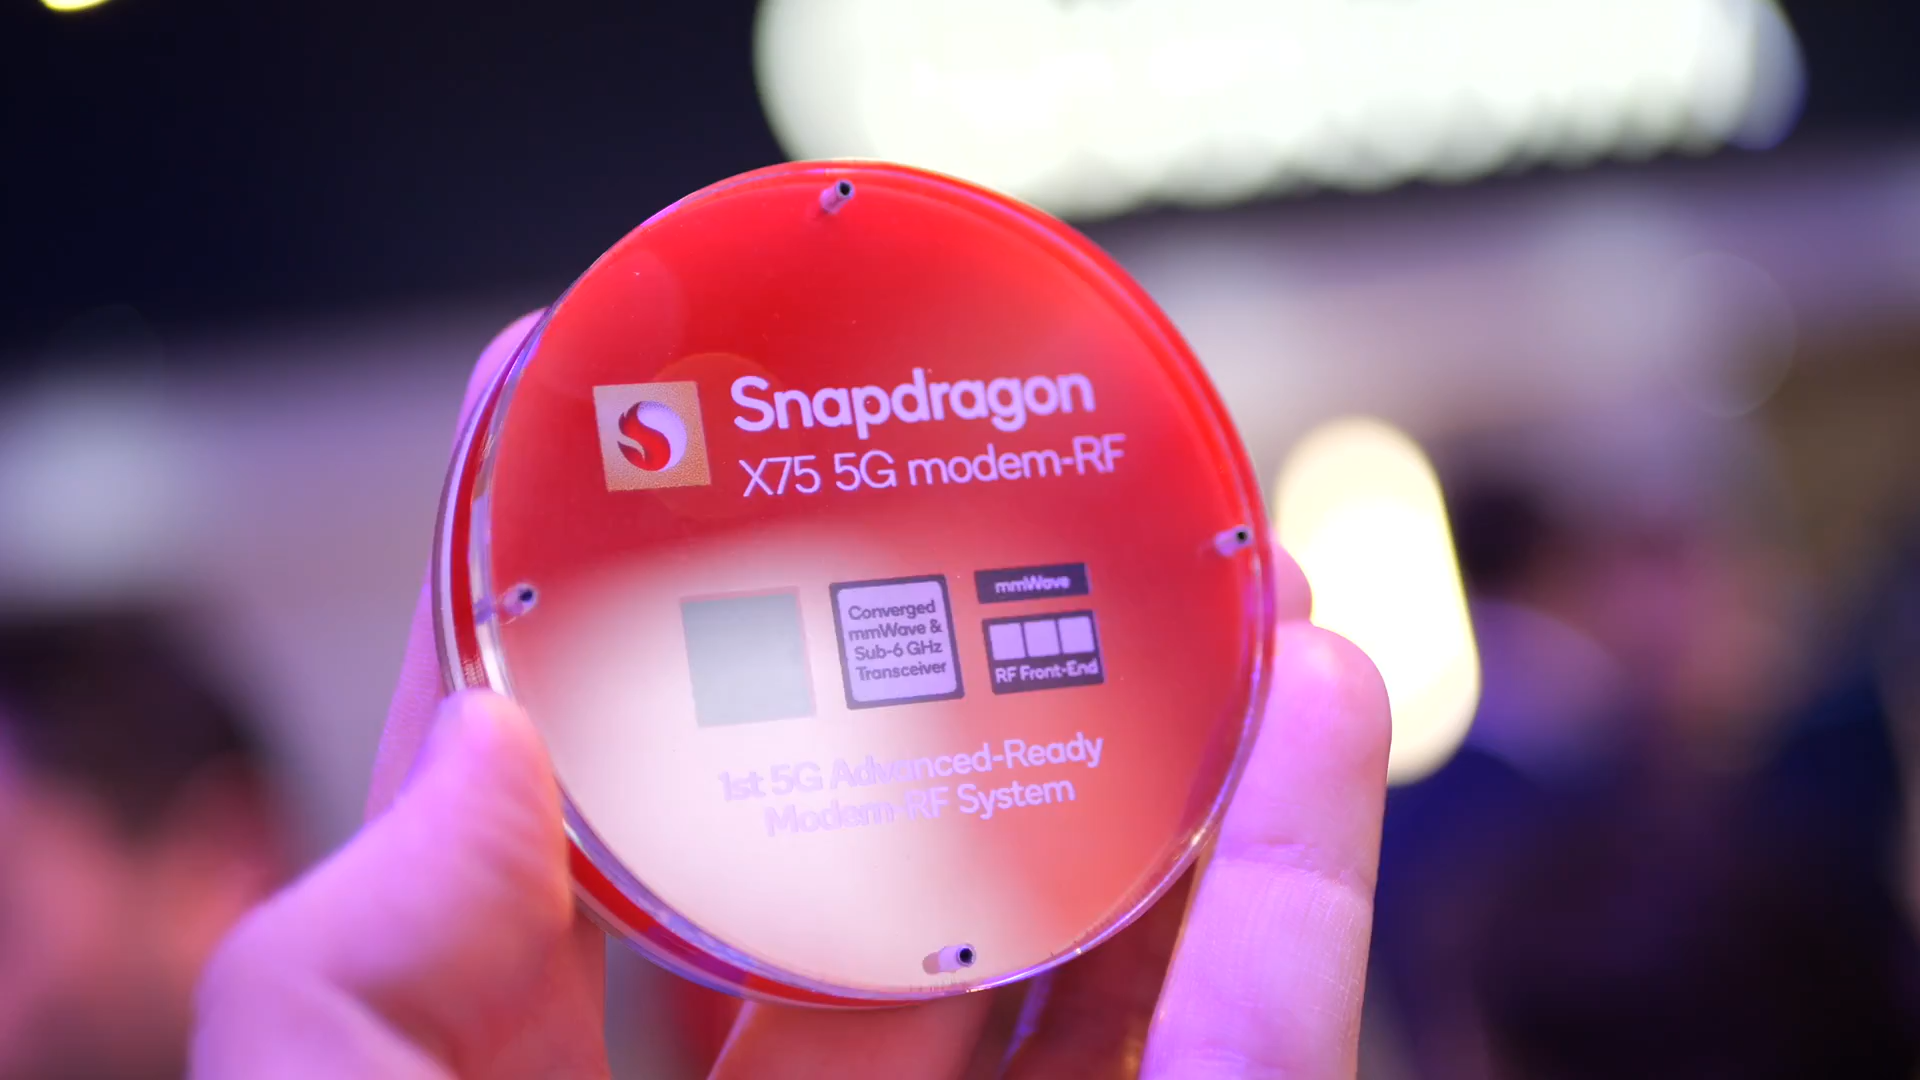 Snapdragon
X75 5G modem-RF
Converged
mmWave &
Sub-6 GHz
Transceiver
mmWave
RF Front-End
1st 5G Advanced-Ready
Modem-RF System